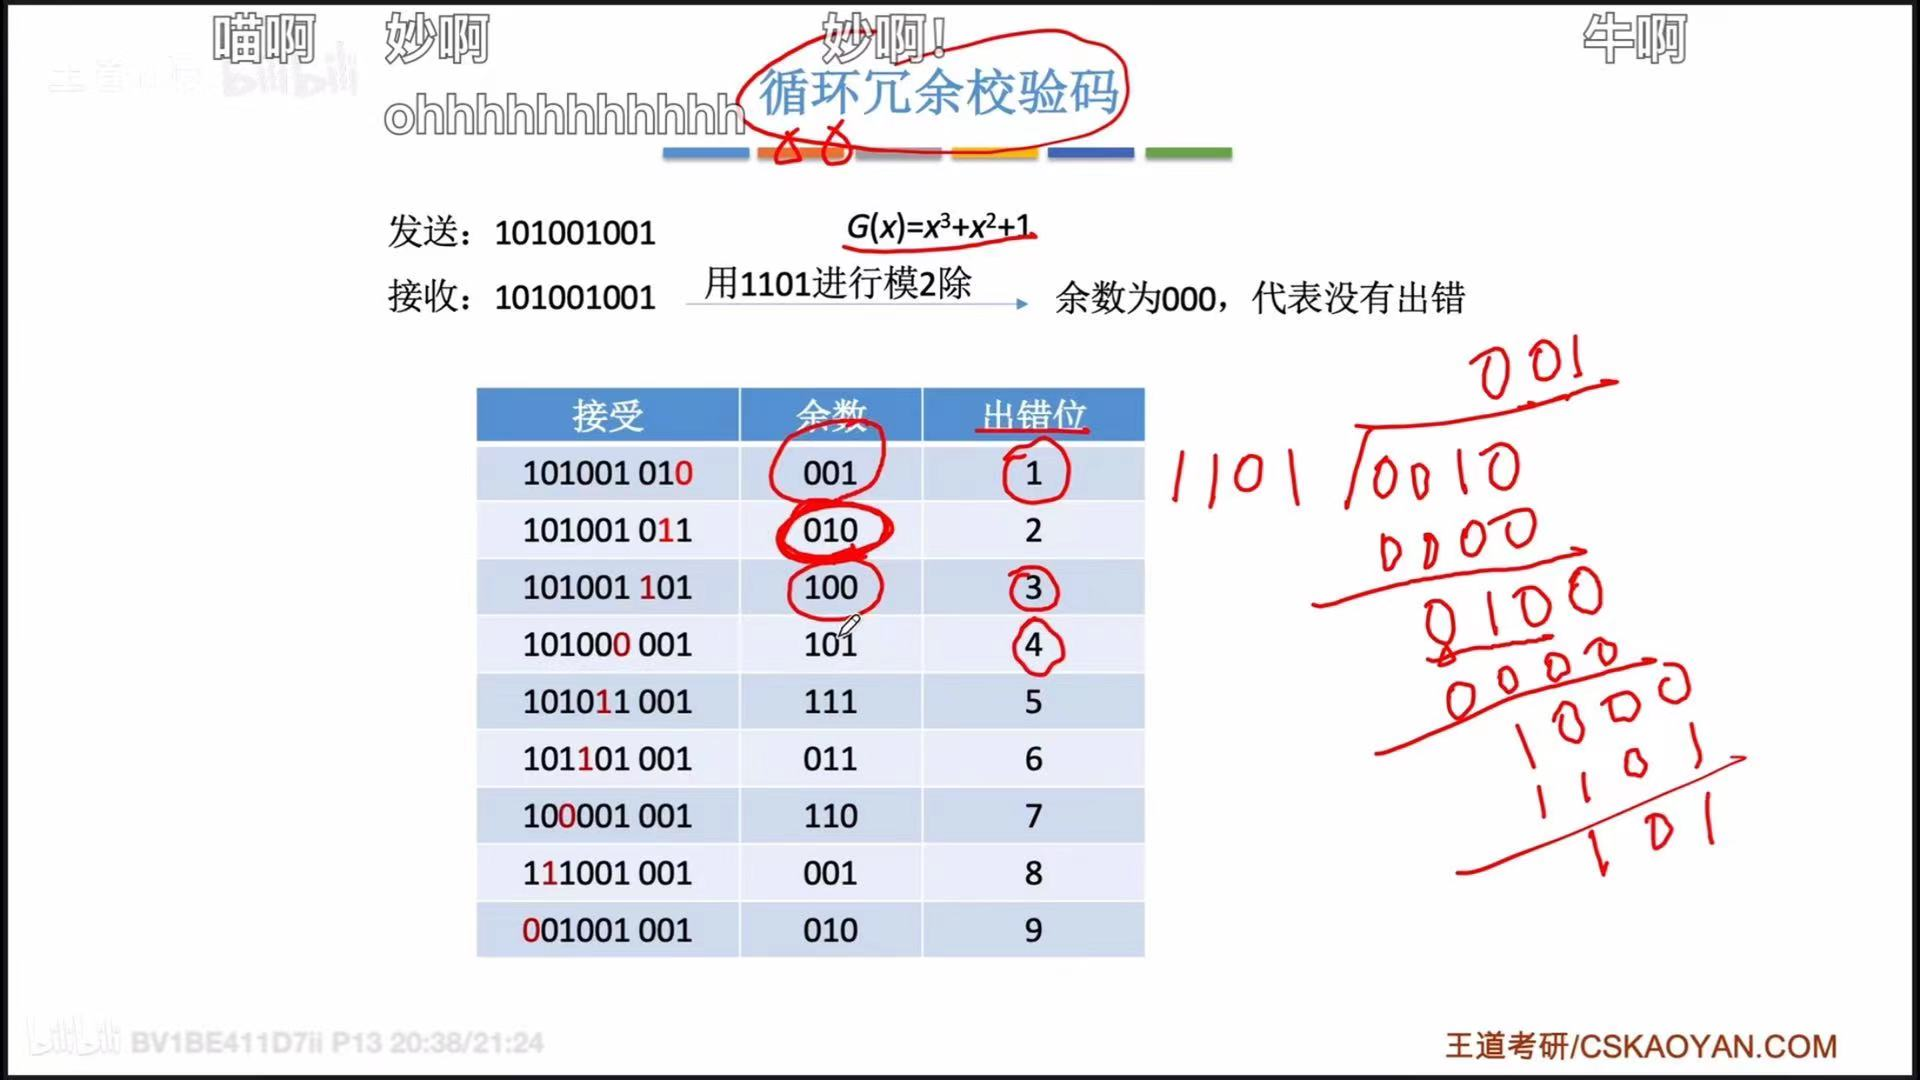 喵啊 妙啊 妙啊! 牛啊
bilibili
ohhhhhhhhhhhh 循环冗余校验码
发送：101001001 G(x)=x³+x²+1
接收：101001001 用1101进行模2除 余数为000，代表没有出错
接受 余数 出错位
101001 010 001 1
101001 011 010 2
101001 101 100 3
101000 001 101 4
101011 001 111 5
101101 001 011 6
100001 001 110 7
111001 001 001 8
001001 001 010 9
001
1101 0010
0000
0100
0000
1000
1101
101
bilibili BV1BE411D7ii P13 20:38/21:24
王道考研/CSKAOYAN.COM